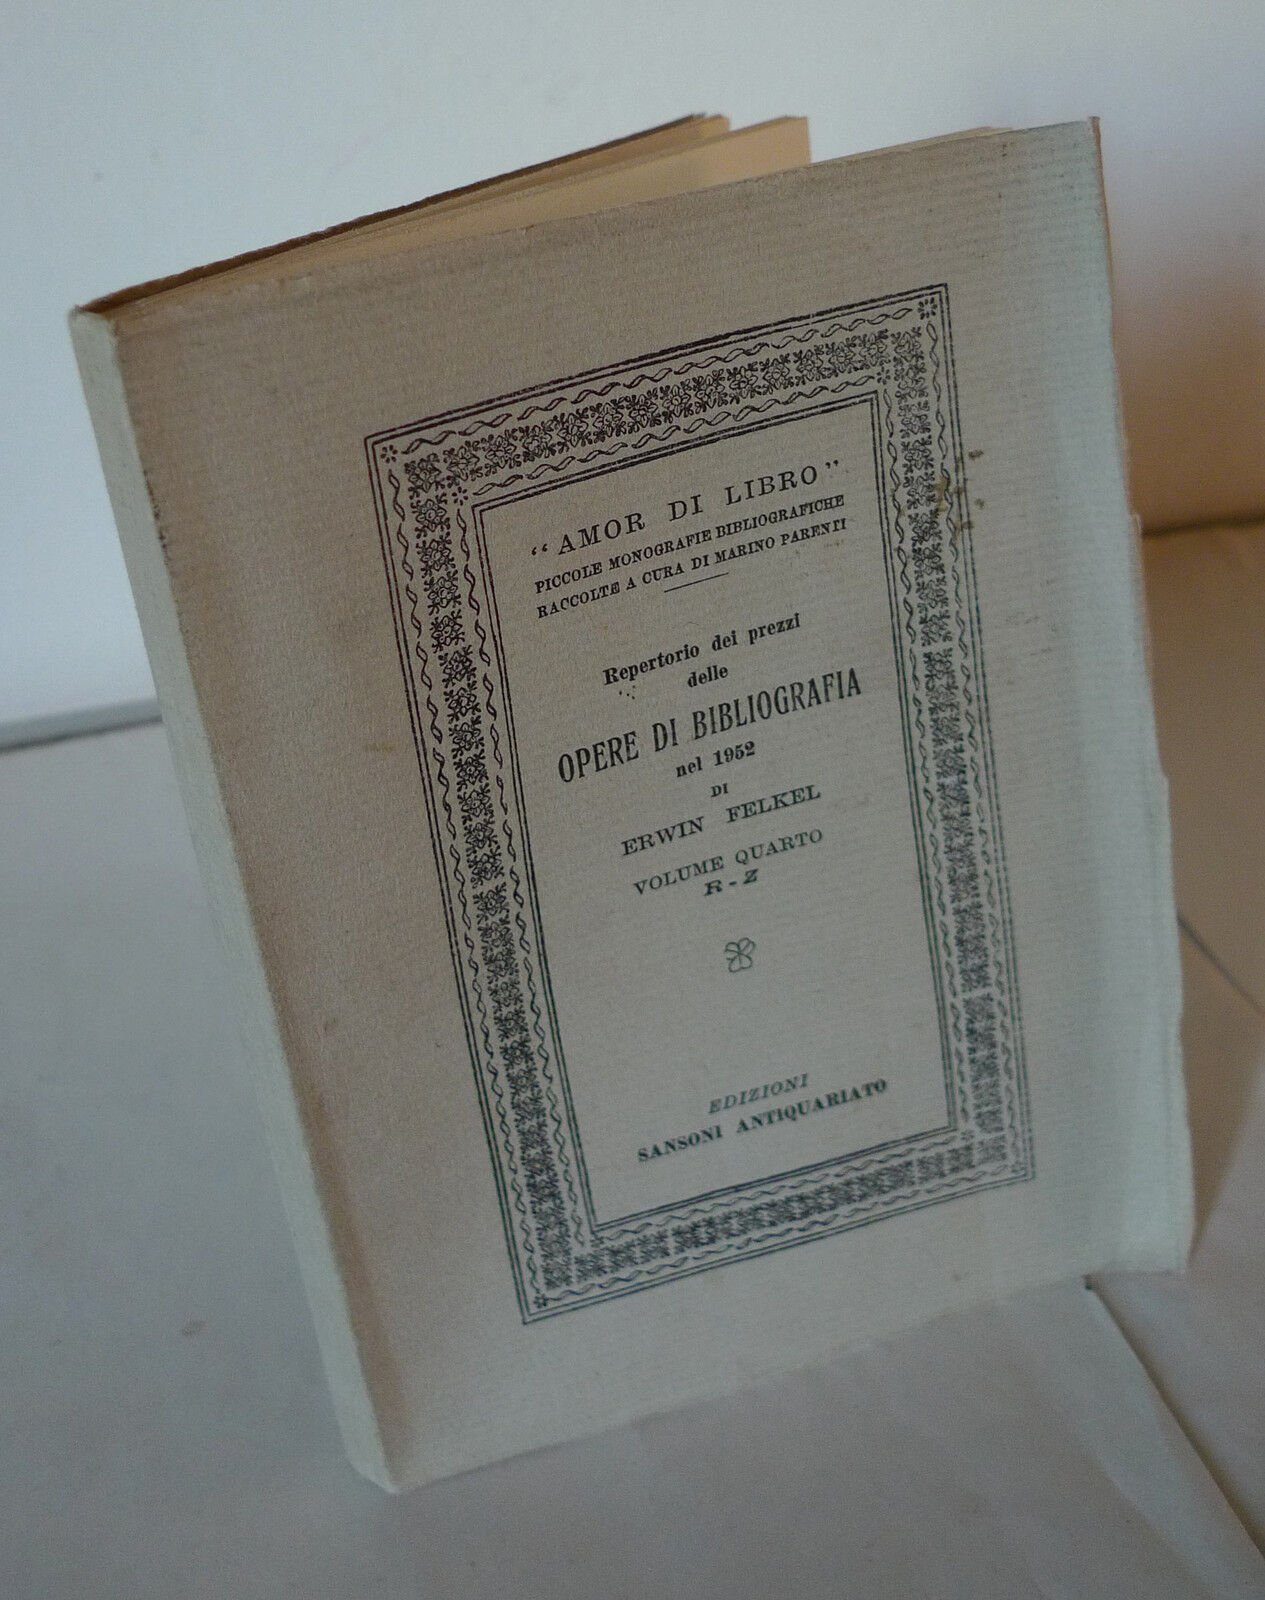 “AMOR DI LIBRO”
PICCOLE MONOGRAFIE BIBLIOGRAFICHE
RACCOLTE A CURA DI MARINO PARENTI
Repertorio dei prezzi
delle
OPERE DI BIBLIOGRAFIA
nel 1952
DI
ERWIN FELKEL
VOLUME QUARTO
R - Z
EDIZIONI
SANSONI ANTIQUARIATO